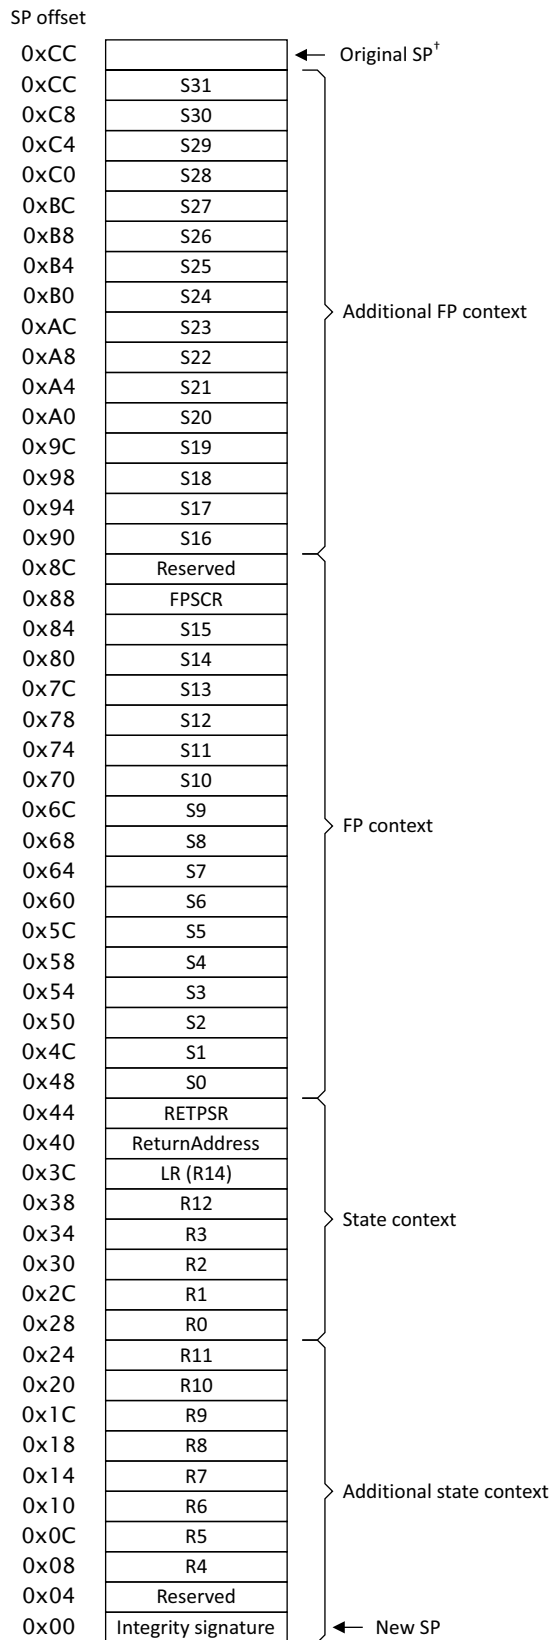 SP offset
0xCC Original SP†
0xCC S31
0xC8 S30
0xC4 S29
0xC0 S28
0xBC S27
0xB8 S26
0xB4 S25
0xB0 S24
Additional FP context
0xAC S23
0xA8 S22
0xA4 S21
0xA0 S20
0x9C S19
0x98 S18
0x94 S17
0x90 S16
0x8C Reserved
0x88 FPSCR
0x84 S15
0x80 S14
0x7C S13
0x78 S12
0x74 S11
0x70 S10
0x6C S9
FP context
0x68 S8
0x64 S7
0x60 S6
0x5C S5
0x58 S4
0x54 S3
0x50 S2
0x4C S1
0x48 S0
0x44 RETPSR
0x40 ReturnAddress
0x3C LR (R14)
0x38 R12
State context
0x34 R3
0x30 R2
0x2C R1
0x28 R0
0x24 R11
0x20 R10
0x1C R9
0x18 R8
0x14 R7
Additional state context
0x10 R6
0x0C R5
0x08 R4
0x04 Reserved
0x00 Integrity signature New SP